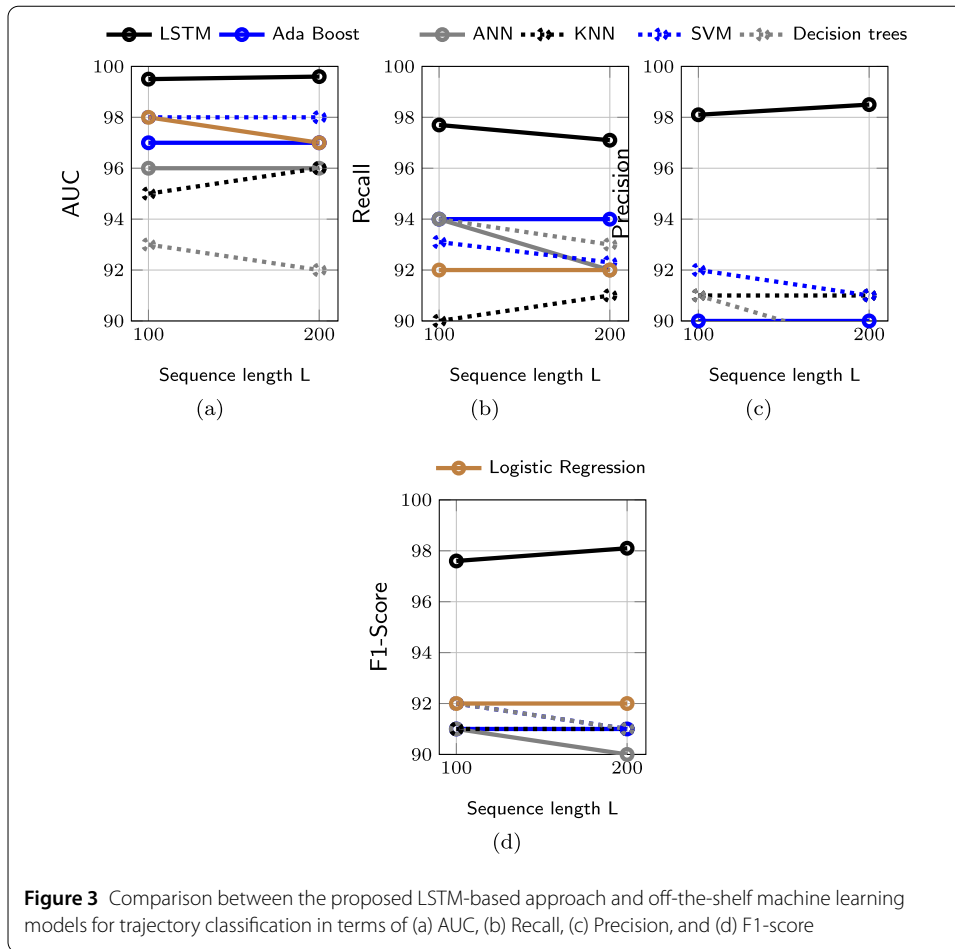 LSTM Ada Boost ANN KNN SVM Decision trees
100 100 100
98 98 98
96 96 96
94 94 94
92 92 92
90 90 90
AUC Recall Precision
100 200 100 200 100 200
Sequence length L Sequence length L Sequence length L
(a) (b) (c)
Logistic Regression
100
98
96
94
92
90
F1-Score
100 200
Sequence length L
(d)
Figure 3 Comparison between the proposed LSTM-based approach and off-the-shelf machine learning
models for trajectory classification in terms of (a) AUC, (b) Recall, (c) Precision, and (d) F1-score